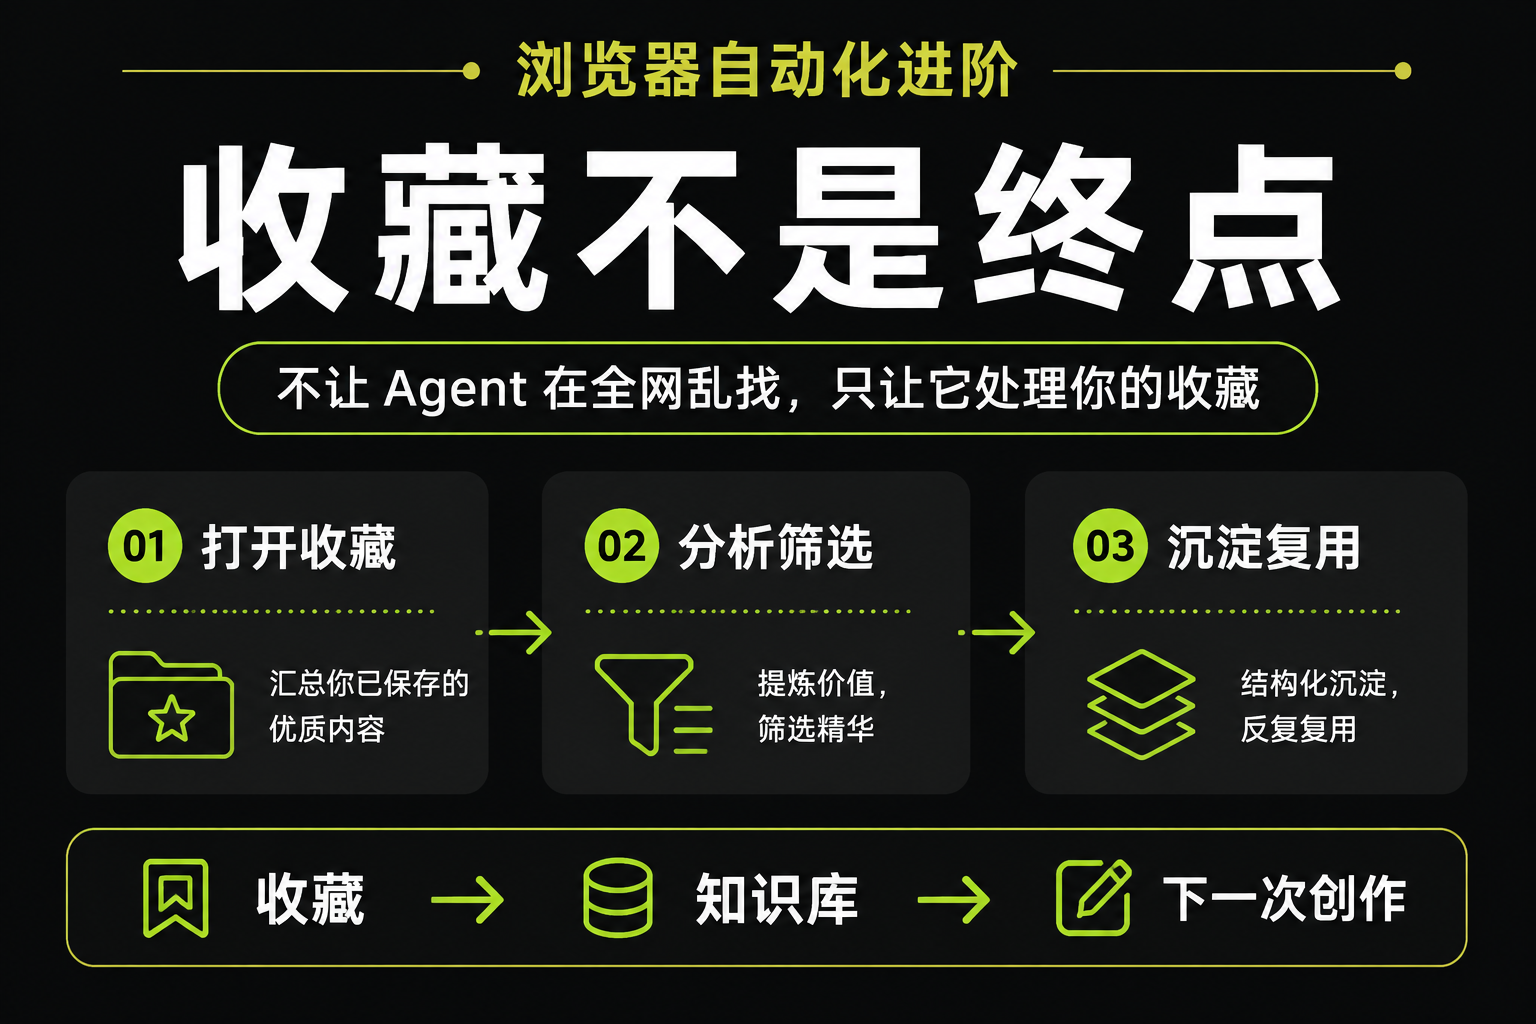 浏览器自动化进阶
收藏不是终点
不让 Agent 在全网乱找，只让它处理你的收藏
01 打开收藏
汇总你已保存的
优质内容
02 分析筛选
提炼价值，
筛选精华
03 沉淀复用
结构化沉淀，
反复复用
收藏
知识库
下一次创作